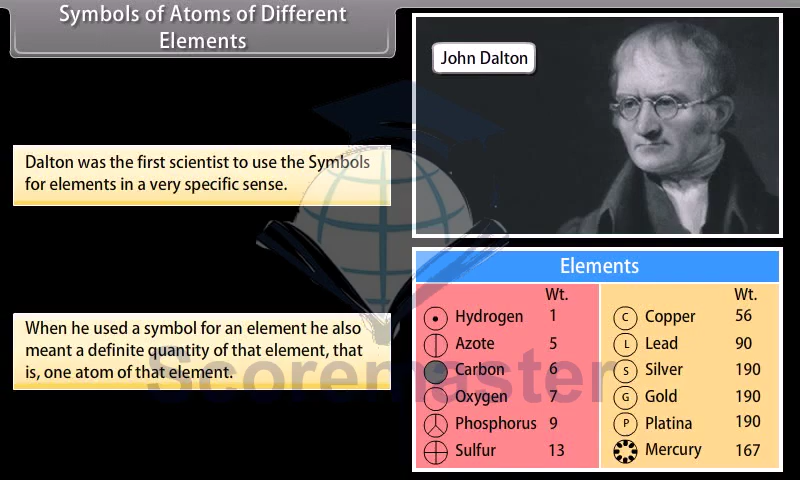 Symbols of Atoms of Different
Elements
John Dalton
Dalton was the first scientist to use the Symbols
for elements in a very specific sense.
When he used a symbol for an element he also
meant a definite quantity of that element, that
is, one atom of that element.
Elements
Wt. Wt.
Hydrogen 1 C Copper 56
Azote 5 L Lead 90
Carbon 6 S Silver 190
Oxygen 7 G Gold 190
Phosphorus 9 P Platina 190
Sulfur 13 Mercury 167
Scoremaster